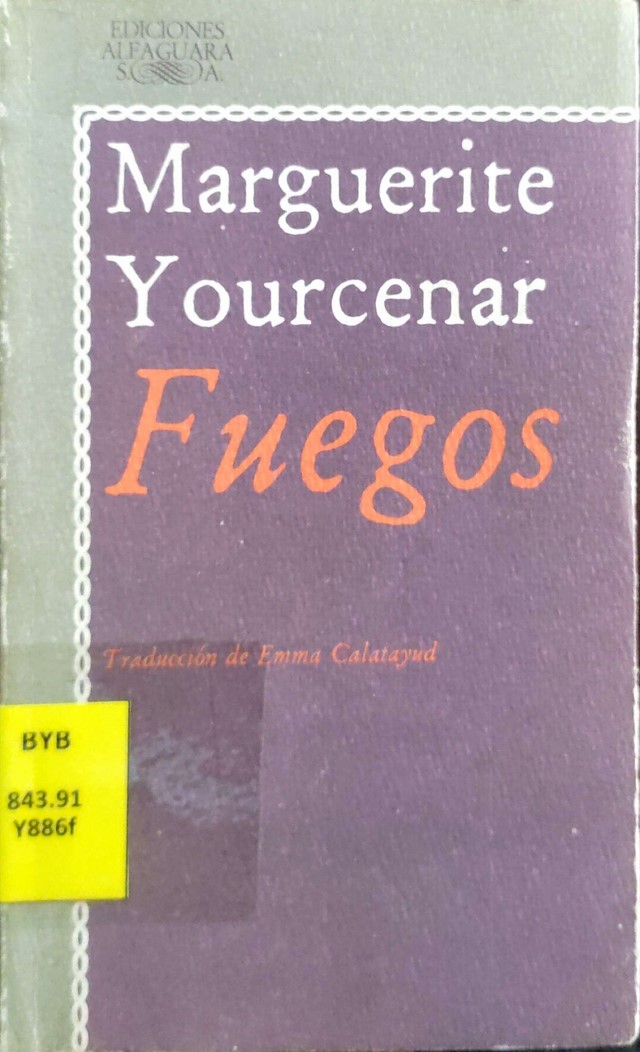 EDICIONES
ALFAGUARA
S. A.
Marguerite
Yourcenar
Fuegos
Traducción de Emma Calatayud
BYB
843.91
Y886f